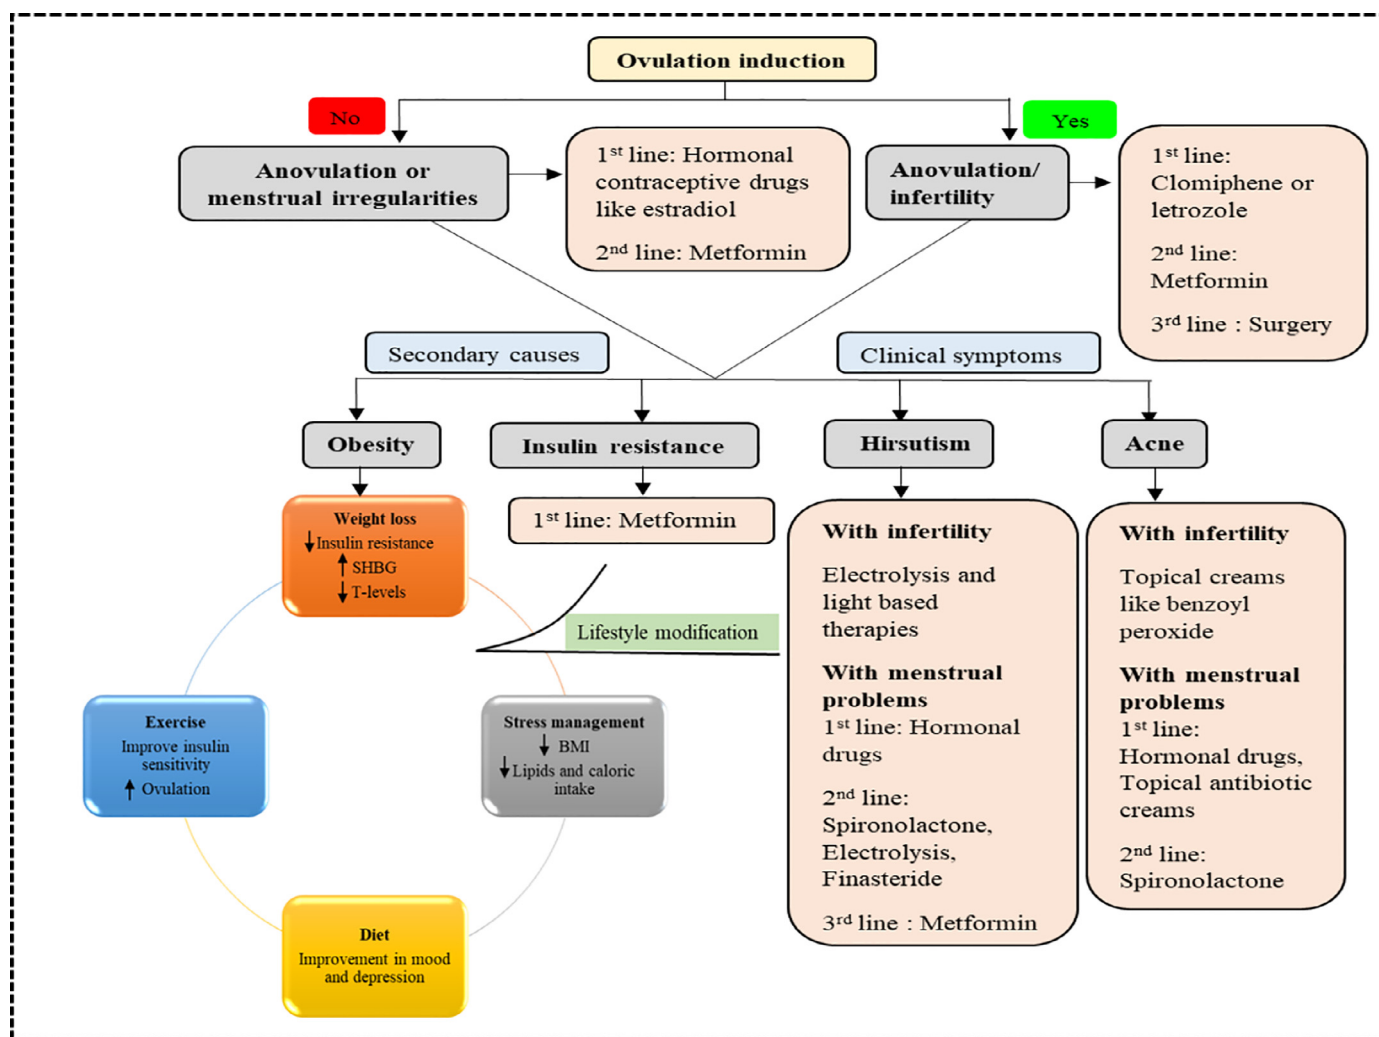 Ovulation induction
No
Yes
Anovulation or
menstrual irregularities
1st line: Hormonal
contraceptive drugs
like estradiol
2nd line: Metformin
Anovulation/
infertility
1st line:
Clomiphene or
letrozole
2nd line:
Metformin
3rd line : Surgery
Secondary causes
Clinical symptoms
Obesity
Insulin resistance
Hirsutism
Acne
Weight loss
↓Insulin resistance
↑ SHBG
↓ T-levels
1st line: Metformin
Lifestyle modification
Exercise
Improve insulin
sensitivity
↑ Ovulation
Stress management
↓ BMI
↓Lipids and caloric
intake
Diet
Improvement in mood
and depression
With infertility
Electrolysis and
light based
therapies
With menstrual
problems
1st line: Hormonal
drugs
2nd line:
Spironolactone,
Electrolysis,
Finasteride
3rd line : Metformin
With infertility
Topical creams
like benzoyl
peroxide
With menstrual
problems
1st line:
Hormonal drugs,
Topical antibiotic
creams
2nd line:
Spironolactone